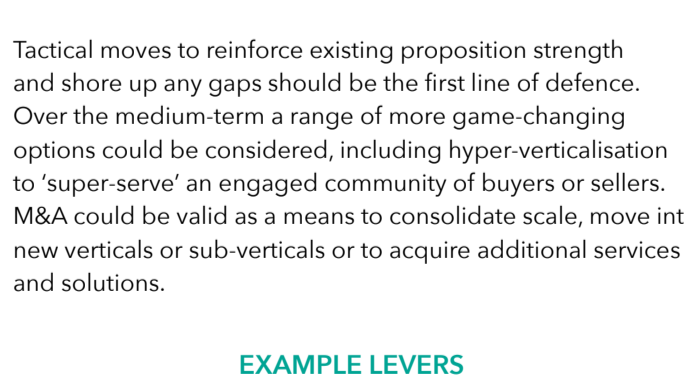 Tactical moves to reinforce existing proposition strength
and shore up any gaps should be the first line of defence.
Over the medium-term a range of more game-changing
options could be considered, including hyper-verticalisation
to ‘super-serve’ an engaged community of buyers or sellers.
M&A could be valid as a means to consolidate scale, move int
new verticals or sub-verticals or to acquire additional services
and solutions.
EXAMPLE LEVERS